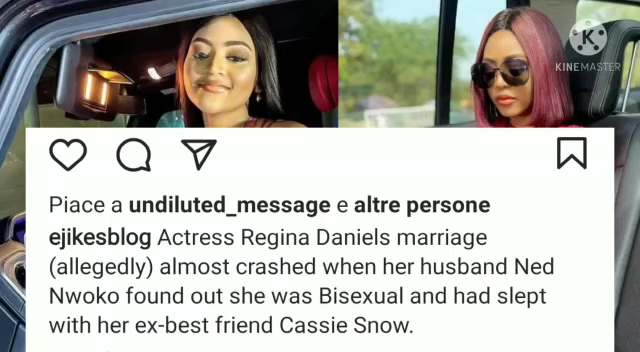 KINEMASTER
Piace a undiluted_message e altre persone
ejikesblog Actress Regina Daniels marriage
(allegedly) almost crashed when her husband Ned
Nwoko found out she was Bisexual and had slept
with her ex-best friend Cassie Snow.